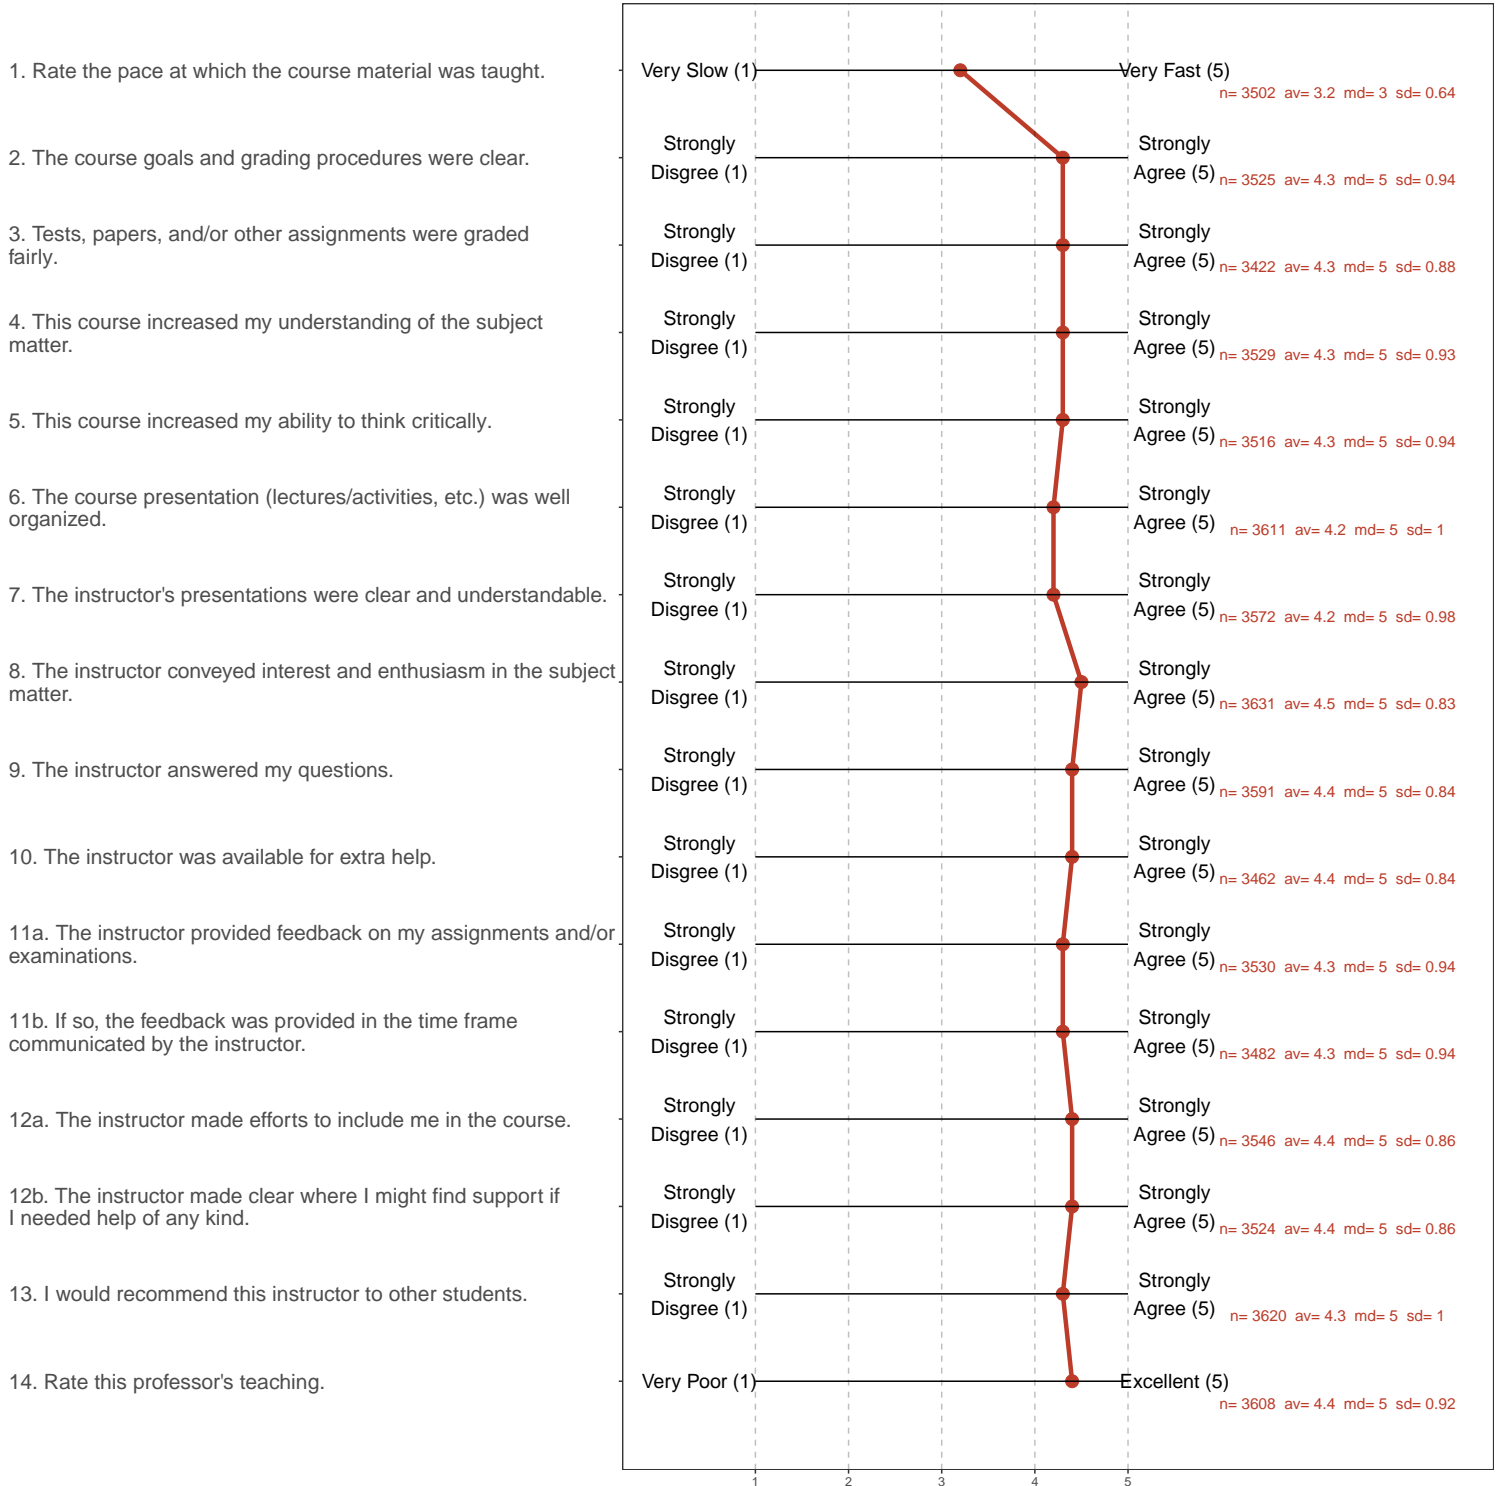 1. Rate the pace at which the course material was taught.
Very Slow (1)
Very Fast (5)
n= 3502 av= 3.2 md= 3 sd= 0.64
2. The course goals and grading procedures were clear.
Strongly
Disgree (1)
Strongly
Agree (5)
n= 3525 av= 4.3 md= 5 sd= 0.94
3. Tests, papers, and/or other assignments were graded
fairly.
Strongly
Disgree (1)
Strongly
Agree (5)
n= 3422 av= 4.3 md= 5 sd= 0.88
4. This course increased my understanding of the subject
matter.
Strongly
Disgree (1)
Strongly
Agree (5)
n= 3529 av= 4.3 md= 5 sd= 0.93
5. This course increased my ability to think critically.
Strongly
Disgree (1)
Strongly
Agree (5)
n= 3516 av= 4.3 md= 5 sd= 0.94
6. The course presentation (lectures/activities, etc.) was well
organized.
Strongly
Disgree (1)
Strongly
Agree (5)
n= 3611 av= 4.2 md= 5 sd= 1
7. The instructor's presentations were clear and understandable.
Strongly
Disgree (1)
Strongly
Agree (5)
n= 3572 av= 4.2 md= 5 sd= 0.98
8. The instructor conveyed interest and enthusiasm in the subject
matter.
Strongly
Disgree (1)
Strongly
Agree (5)
n= 3631 av= 4.5 md= 5 sd= 0.83
9. The instructor answered my questions.
Strongly
Disgree (1)
Strongly
Agree (5)
n= 3591 av= 4.4 md= 5 sd= 0.84
10. The instructor was available for extra help.
Strongly
Disgree (1)
Strongly
Agree (5)
n= 3462 av= 4.4 md= 5 sd= 0.84
11a. The instructor provided feedback on my assignments and/or
examinations.
Strongly
Disgree (1)
Strongly
Agree (5)
n= 3530 av= 4.3 md= 5 sd= 0.94
11b. If so, the feedback was provided in the time frame
communicated by the instructor.
Strongly
Disgree (1)
Strongly
Agree (5)
n= 3482 av= 4.3 md= 5 sd= 0.94
12a. The instructor made efforts to include me in the course.
Strongly
Disgree (1)
Strongly
Agree (5)
n= 3546 av= 4.4 md= 5 sd= 0.86
12b. The instructor made clear where I might find support if
I needed help of any kind.
Strongly
Disgree (1)
Strongly
Agree (5)
n= 3524 av= 4.4 md= 5 sd= 0.86
13. I would recommend this instructor to other students.
Strongly
Disgree (1)
Strongly
Agree (5)
n= 3620 av= 4.3 md= 5 sd= 1
14. Rate this professor's teaching.
Very Poor (1)
Excellent (5)
n= 3608 av= 4.4 md= 5 sd= 0.92
1 2 3 4 5